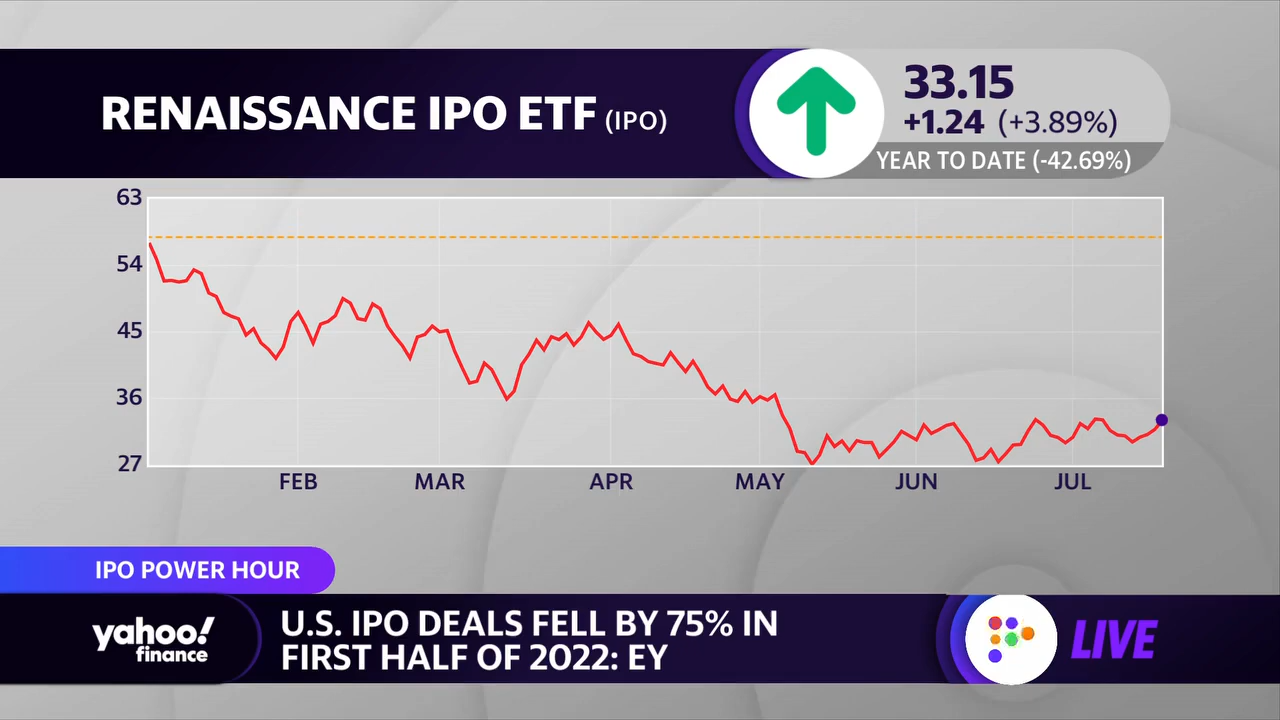 RENAISSANCE IPO ETF (IPO)
33.15
+1.24 (+3.89%)
YEAR TO DATE (-42.69%)
63
54
45
36
27
FEB MAR APR MAY JUN JUL
IPO POWER HOUR
yahoo!
finance
U.S. IPO DEALS FELL BY 75% IN
FIRST HALF OF 2022: EY
LIVE